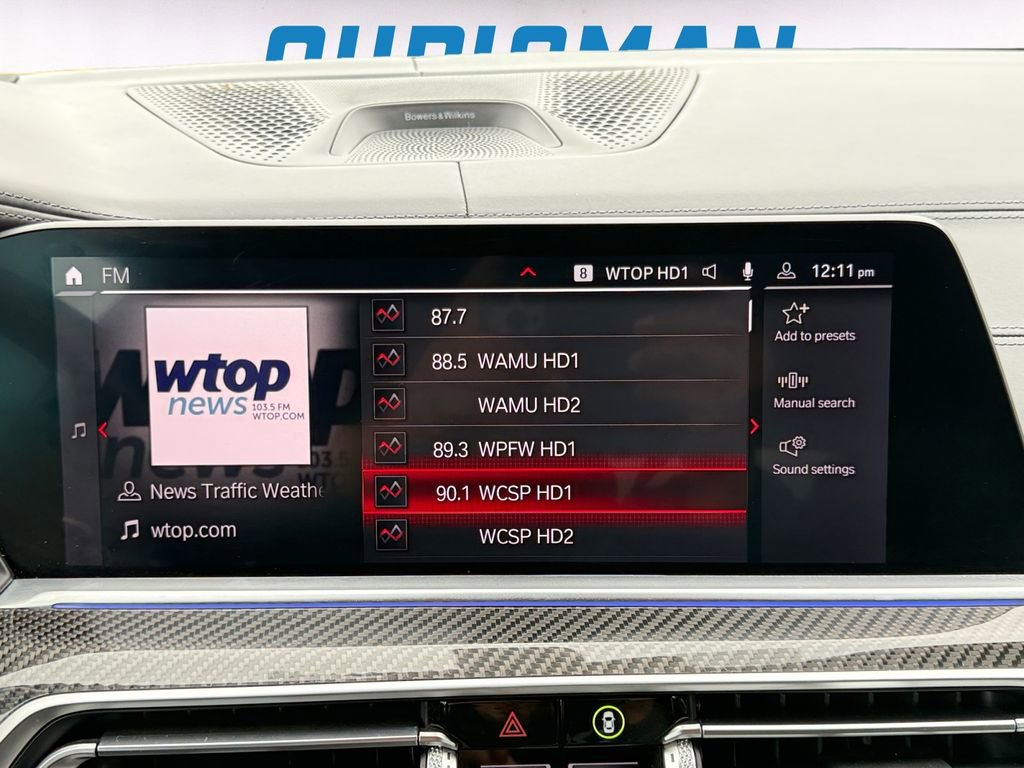 Bowers & Wilkins
FM
8 WTOP HD1
12:11 pm
wtop
news
103.5 FM
WTOP.COM
News Traffic Weathe
wtop.com
87.7
88.5 WAMU HD1
WAMU HD2
89.3 WPFW HD1
90.1 WCSP HD1
WCSP HD2
Add to presets
Manual search
Sound settings